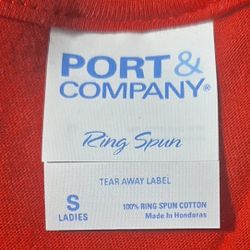 PORT &
COMPANY®
Ring Spun
TEAR AWAY LABEL
S
LADIES
100% RING SPUN COTTON
Made In Honduras